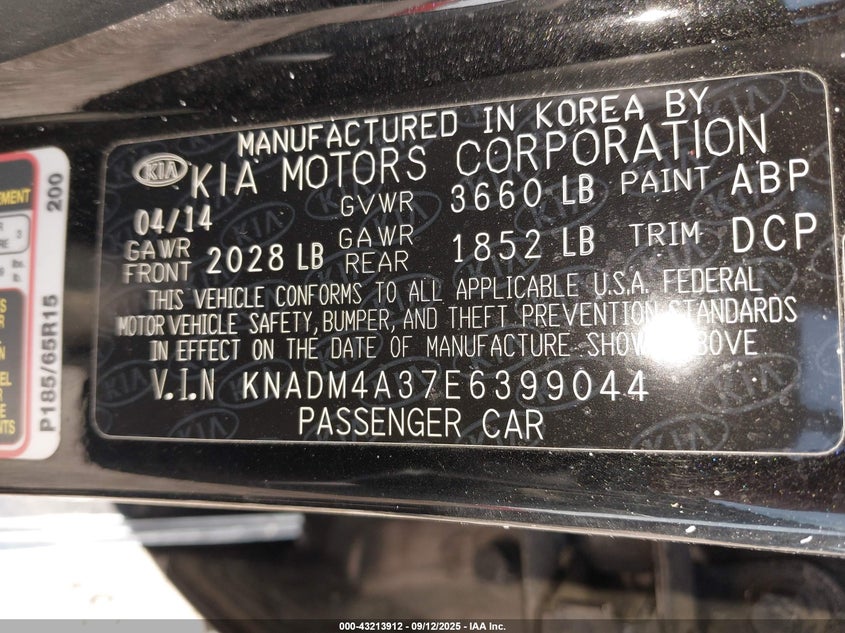 MANUFACTURED IN KOREA BY
KIA KIA MOTORS CORPORATION
04/14 GVWR 3660 LB PAINT ABP
GAWR FRONT 2028 LB GAWR REAR 1852 LB TRIM DCP
THIS VEHICLE CONFORMS TO ALL APPLICABLE U.S.A. FEDERAL
MOTOR VEHICLE SAFETY, BUMPER, AND THEFT PREVENTION STANDARDS
IN EFFECT ON THE DATE OF MANUFACTURE SHOWN ABOVE
V.I.N KNADM4A37E6399044
PASSENGER CAR
P185/65R15 200
000-43213912 - 09/12/2025 - IAA Inc.